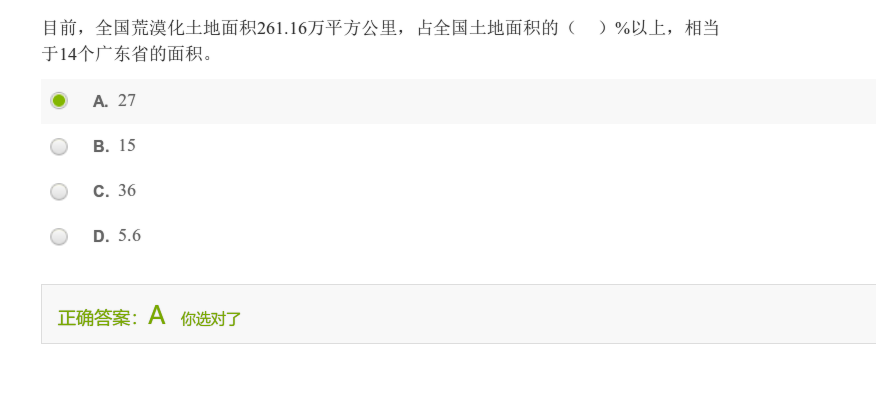 目前，全国荒漠化土地面积261.16万平方公里，占全国土地面积的（　）%以上，相当
于14个广东省的面积。
A. 27
B. 15
C. 36
D. 5.6
正确答案：A 你选对了